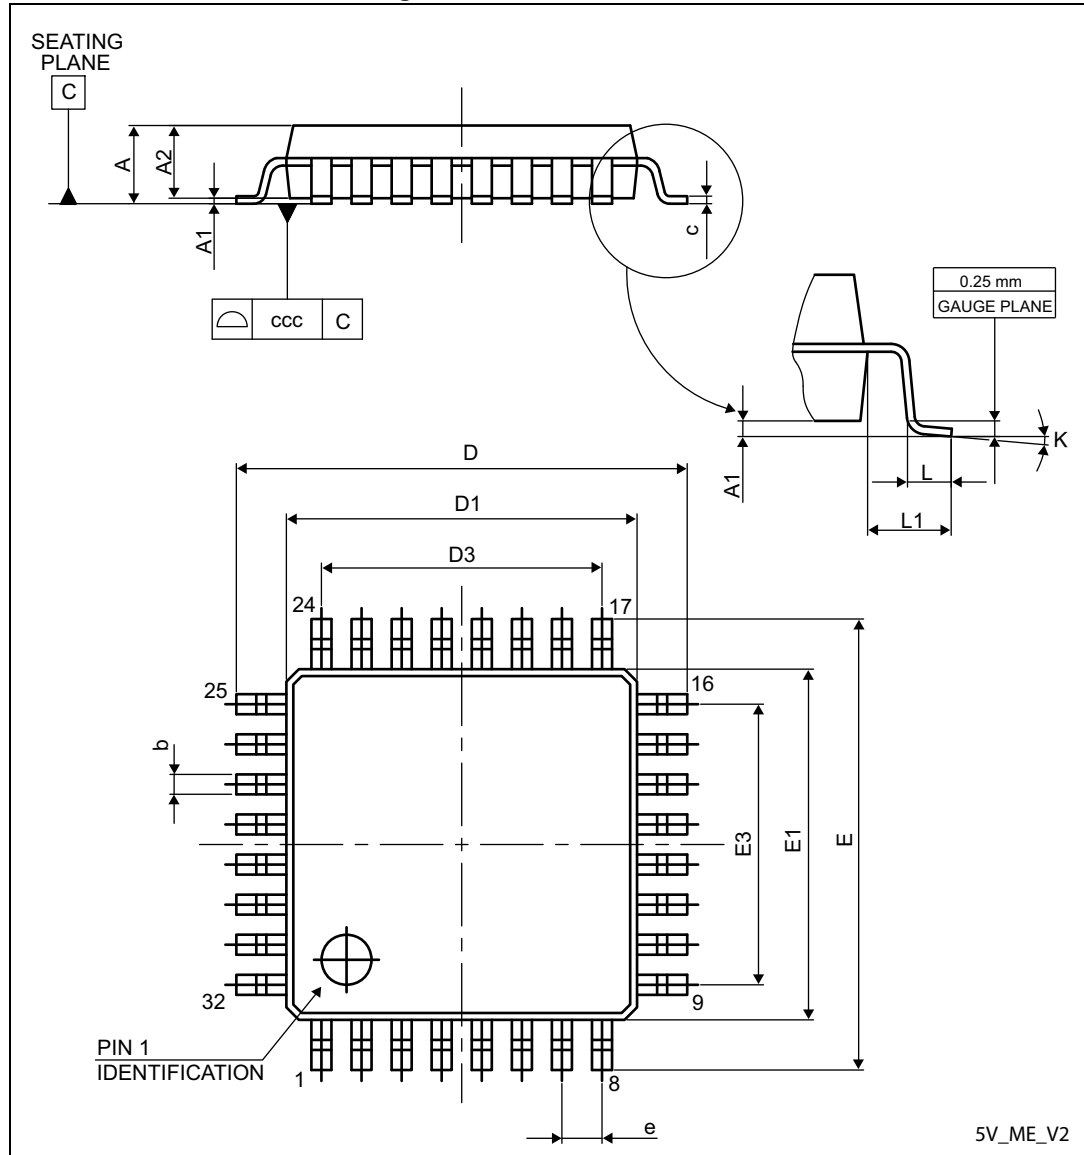 SEATING
PLANE
C
A
A2
A1
c
ccc C
0.25 mm
GAUGE PLANE
K
A1
L
L1
D
D1
D3
24
17
25
16
b
E3
E1
E
32
9
PIN 1
IDENTIFICATION
1
8
e
5V_ME_V2